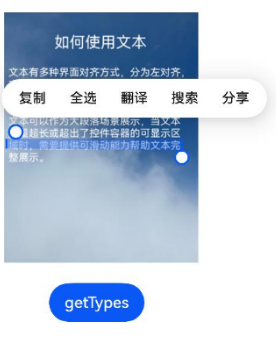 如何使用文本
文本有多种界面对齐方式，分为左对齐，
复制 全选 翻译 搜索 分享
文本可以作为大段落场景展示，当文本
超长或超出了控件容器的可显示区
域时，需要提供可滑动能力帮助文本完
整展示。
getTypes